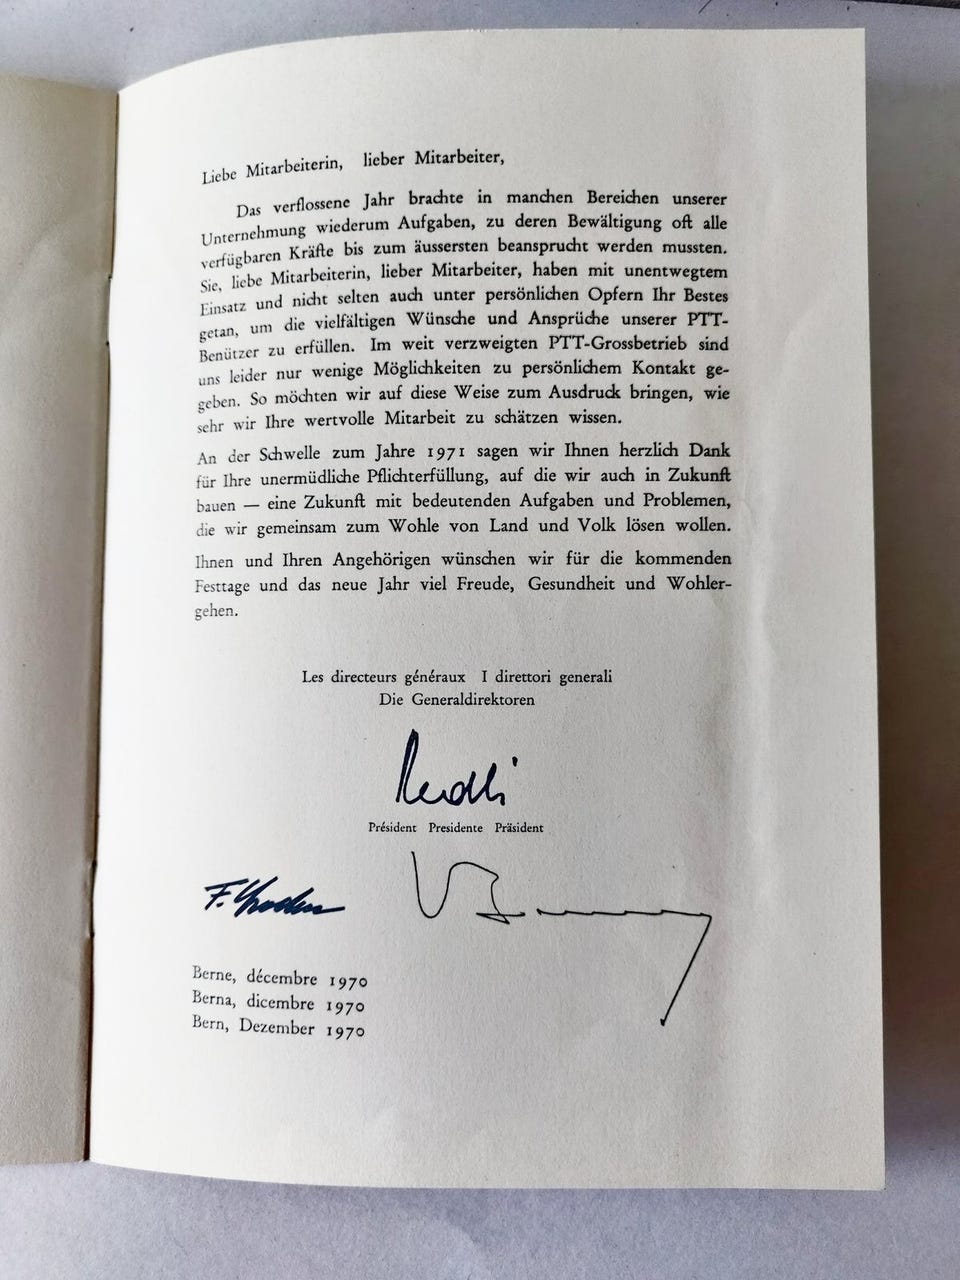 Liebe Mitarbeiterin, lieber Mitarbeiter,
Das verflossene Jahr brachte in manchen Bereichen unserer
Unternehmung wiederum Aufgaben, zu deren Bewältigung oft alle
verfügbaren Kräfte bis zum äussersten beansprucht werden mussten.
Sie, liebe Mitarbeiterin, lieber Mitarbeiter, haben mit unentwegtem
Einsatz und nicht selten auch unter persönlichen Opfern Ihr Bestes
getan, um die vielfältigen Wünsche und Ansprüche unserer PTT-
Benützer zu erfüllen. Im weit verzweigten PTT-Grossbetrieb sind
uns leider nur wenige Möglichkeiten zu persönlichem Kontakt ge-
geben. So möchten wir auf diese Weise zum Ausdruck bringen, wie
sehr wir Ihre wertvolle Mitarbeit zu schätzen wissen.
An der Schwelle zum Jahre 1971 sagen wir Ihnen herzlich Dank
für Ihre unermüdliche Pflichterfüllung, auf die wir auch in Zukunft
bauen — eine Zukunft mit bedeutenden Aufgaben und Problemen,
die wir gemeinsam zum Wohle von Land und Volk lösen wollen.
Ihnen und Ihren Angehörigen wünschen wir für die kommenden
Festtage und das neue Jahr viel Freude, Gesundheit und Wohler-
gehen.
Les directeurs généraux I direttori generali
Die Generaldirektoren
Président Presidente Präsident
F.
Berne, décembre 1970
Berna, dicembre 1970
Bern, Dezember 1970